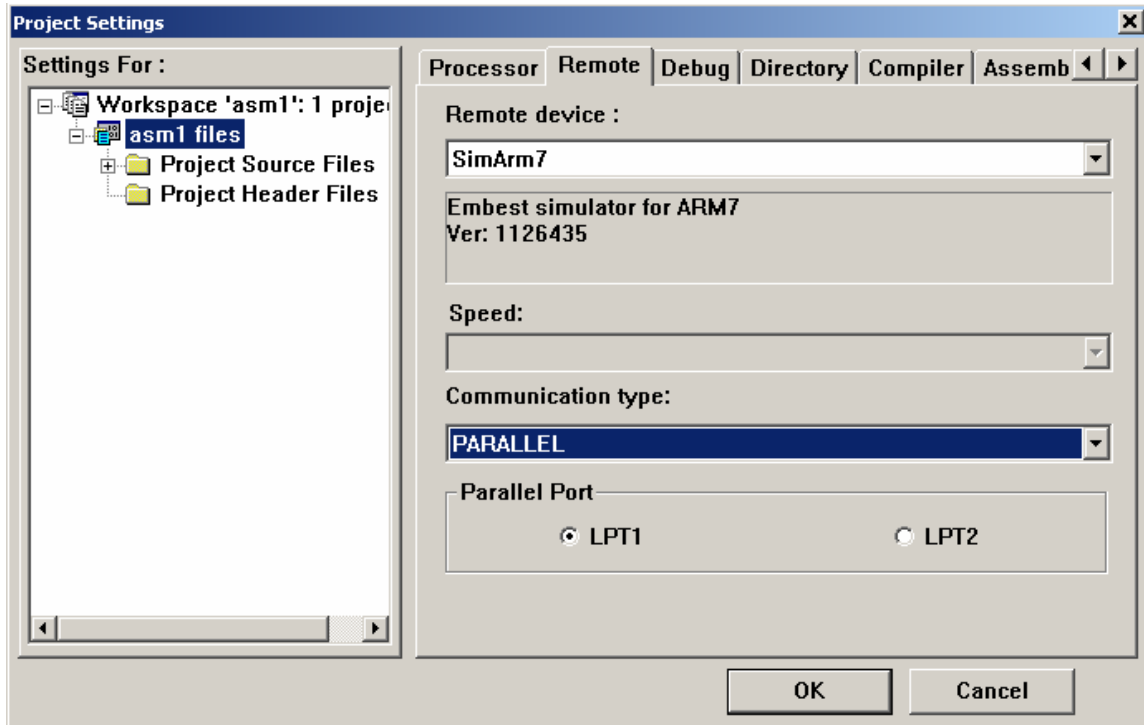 Project Settings
Settings For :
Workspace 'asm1': 1 proje
asm1 files
Project Source Files
Project Header Files
Processor Remote Debug Directory Compiler Assemb
Remote device :
SimArm7
Embest simulator for ARM7
Ver: 1126435
Speed:
Communication type:
PARALLEL
Parallel Port
LPT1 LPT2
OK Cancel